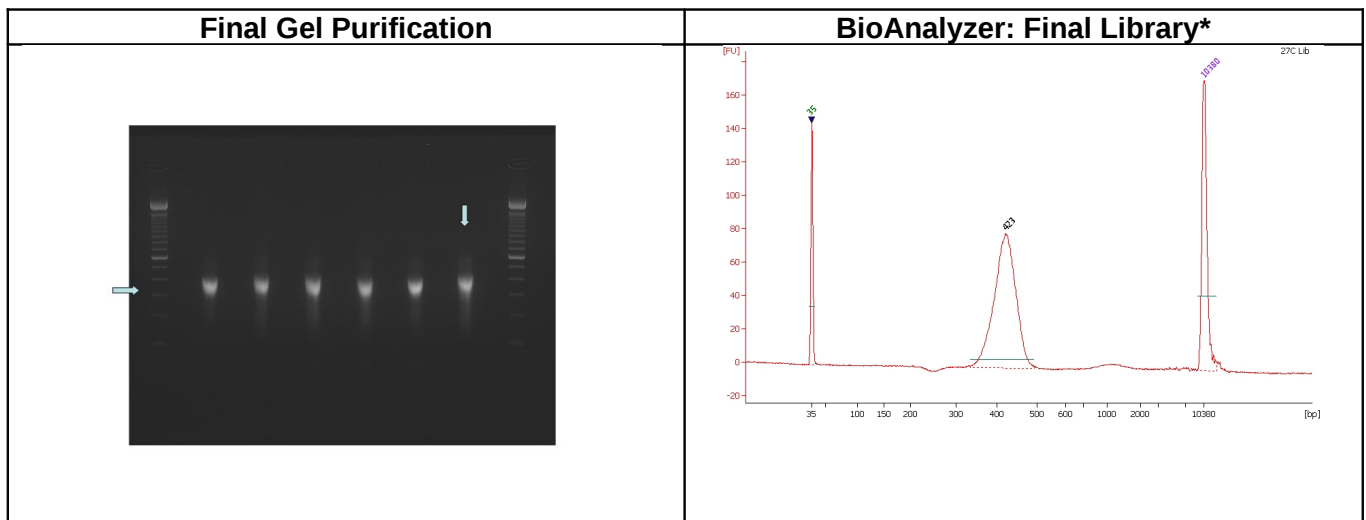 Final Gel Purification
BioAnalyzer: Final Library*
[FU]
27C Lib
160
140
120
100
80
60
40
20
0
-20
35
423
10380
35 100 150 200 300 400 500 600 1000 2000 10380 [bp]